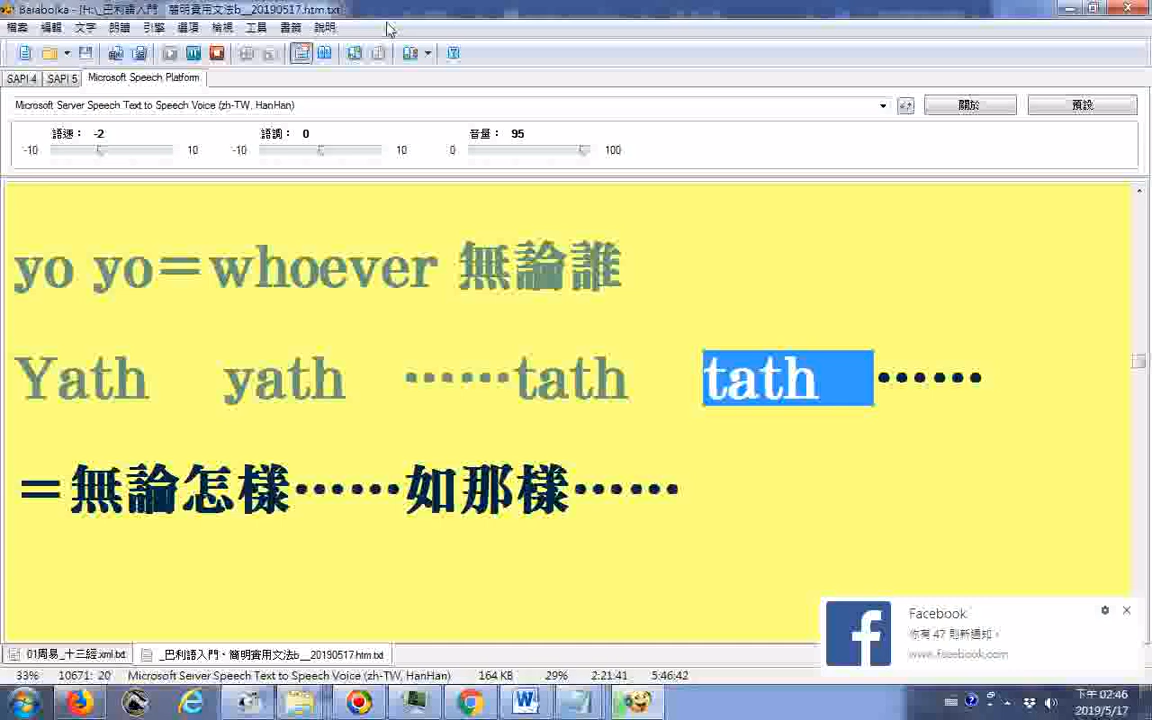 Balabolka - [H:\_巴利語入門‧簡明實用文法b__20190517.htm.txt]
檔案 編輯 文字 朗讀 引擎 選項 檢視 工具 書籤 說明
SAPI 4 SAPI 5 Microsoft Speech Platform
Microsoft Server Speech Text to Speech Voice (zh-TW, HanHan) 關於 預設
語速： -2 語調： 0 音量： 95
-10 10 -10 10 0 100
yo yo＝whoever 無論誰
Yath yath ……tath tath ……
＝無論怎樣……如那樣……
Facebook
你有 47 則新通知。
www.facebook.com
01周易_十三經.xml.txt _巴利語入門‧簡明實用文法b__20190517.htm.txt
33% 10671: 20 Microsoft Server Speech Text to Speech Voice (zh-TW, HanHan) 164 KB 29% 2:21:41 5:46:42
下午 02:46
2019/5/17